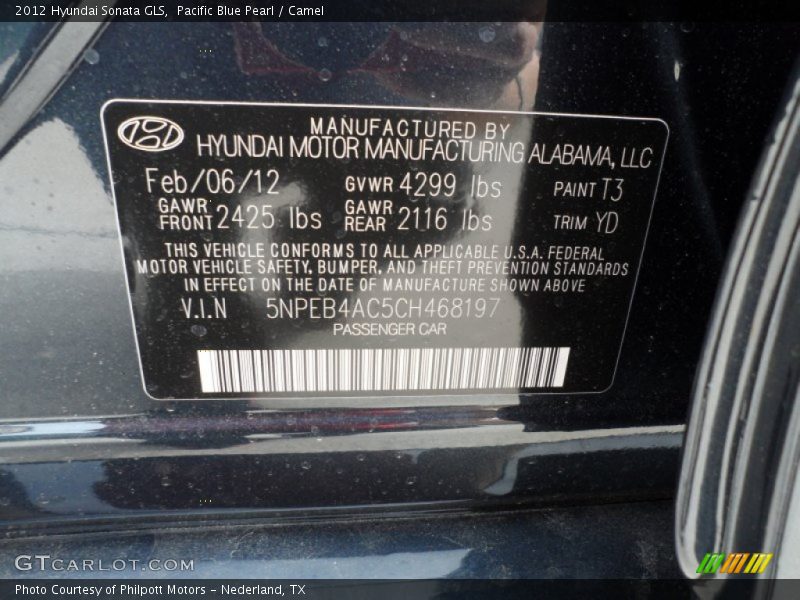 2012 Hyundai Sonata GLS, Pacific Blue Pearl / Camel
MANUFACTURED BY
HYUNDAI MOTOR MANUFACTURING ALABAMA, LLC
Feb/06/12 GVWR 4299 lbs PAINT T3
GAWR FRONT 2425 lbs GAWR REAR 2116 lbs TRIM YD
THIS VEHICLE CONFORMS TO ALL APPLICABLE U.S.A. FEDERAL
MOTOR VEHICLE SAFETY, BUMPER, AND THEFT PREVENTION STANDARDS
IN EFFECT ON THE DATE OF MANUFACTURE SHOWN ABOVE
V.I.N 5NPEB4AC5CH468197
PASSENGER CAR
GTCARLOT.COM
Photo Courtesy of Philpott Motors - Nederland, TX